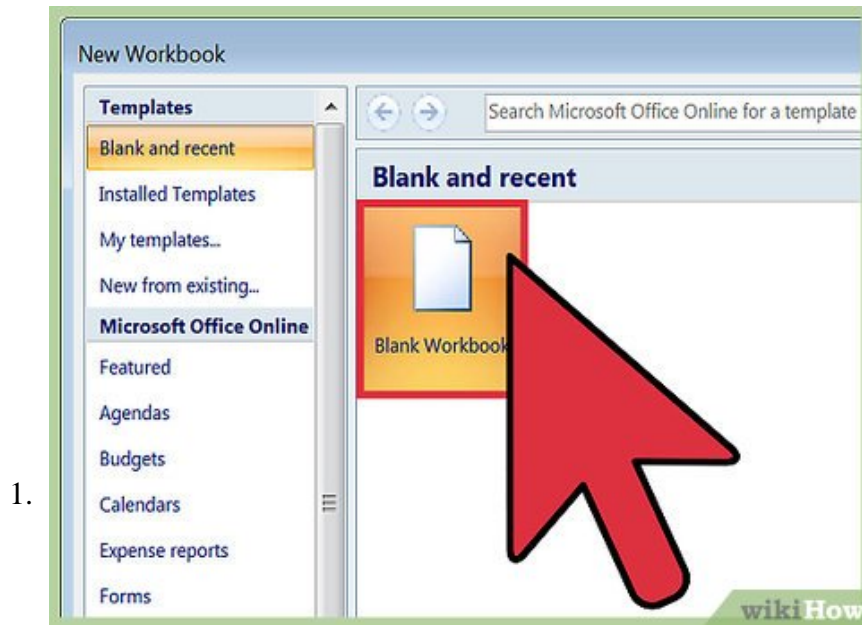 New Workbook
Templates
Blank and recent
Installed Templates
My templates...
New from existing...
Microsoft Office Online
Featured
Agendas
Budgets
Calendars
Expense reports
Forms
Search Microsoft Office Online for a template
Blank and recent
Blank Workbook
1.
wikiHow